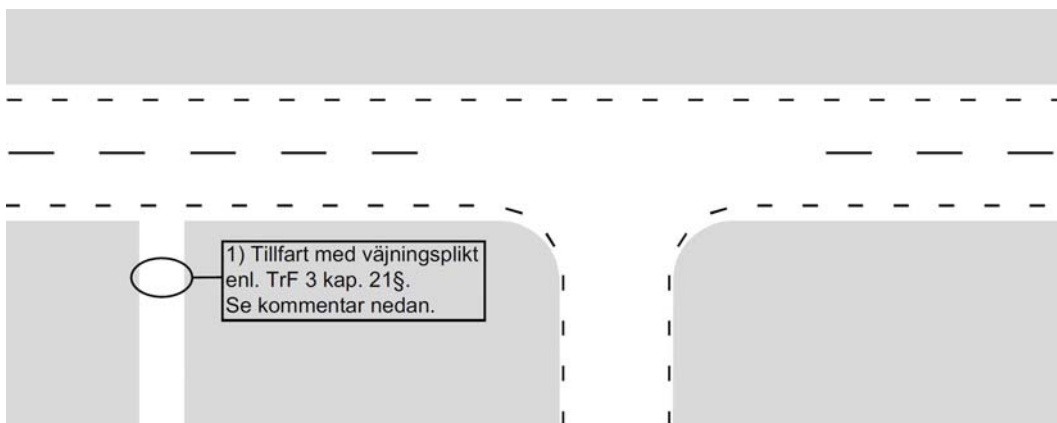 1) Tillfart med väjningsplikt
enl. TrF 3 kap. 21§.
Se kommentar nedan.